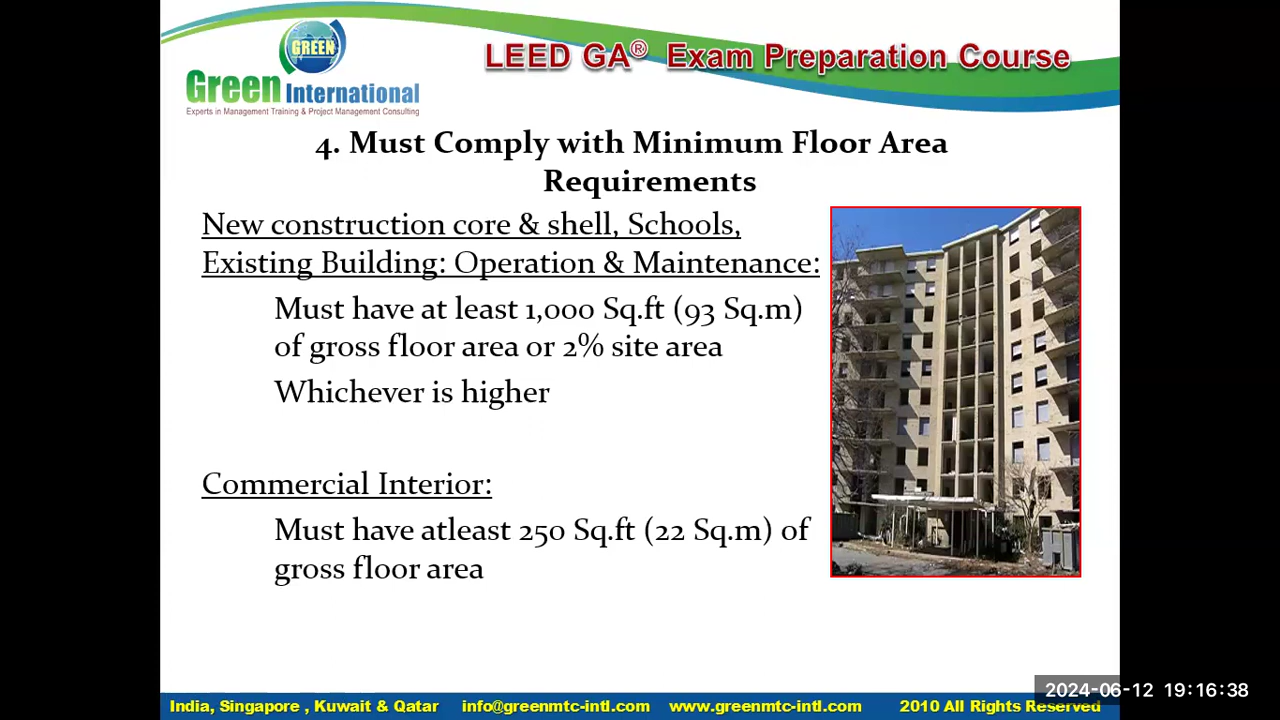 GREEN
Green International
Experts in Management Training & Project Management Consulting
LEED GA® Exam Preparation Course
4. Must Comply with Minimum Floor Area
Requirements
New construction core & shell, Schools,
Existing Building: Operation & Maintenance:
Must have at least 1,000 Sq.ft (93 Sq.m)
of gross floor area or 2% site area
Whichever is higher
Commercial Interior:
Must have atleast 250 Sq.ft (22 Sq.m) of
gross floor area
India, Singapore , Kuwait & Qatar info@greenmtc-intl.com www.greenmtc-intl.com 2010 All Rights Reserved
2024-06-12 19:16:38